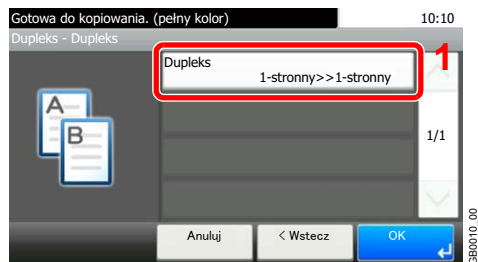 Gotowa do kopiowania. (pełny kolor)
10:10
Dupleks - Dupleks
Dupleks
1-stronny>>1-stronny
1
A
B
1/1
Anuluj
< Wstecz
OK
GB0010_00